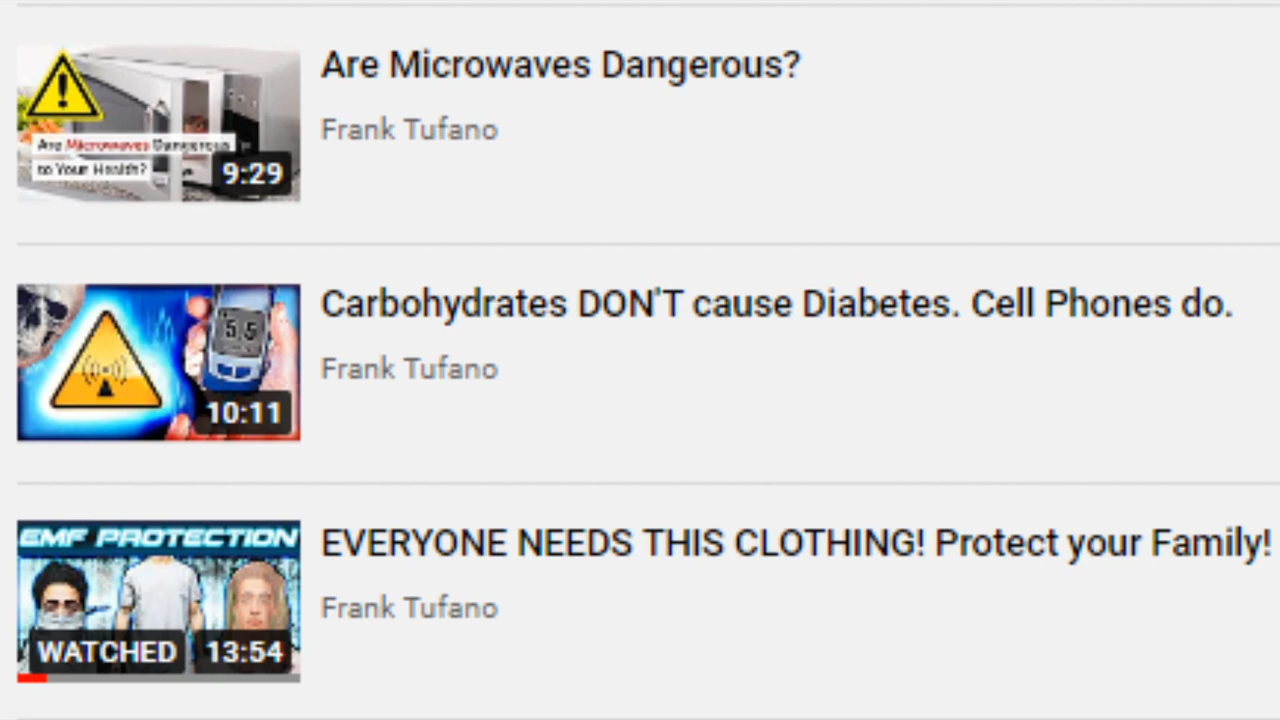 Are Microwaves Dangerous?
Frank Tufano
Are Microwaves Dangerous
to Your Health?
9:29
Carbohydrates DON'T cause Diabetes. Cell Phones do.
Frank Tufano
5.5
10:11
EMF PROTECTION
EVERYONE NEEDS THIS CLOTHING! Protect your Family!
Frank Tufano
WATCHED 13:54